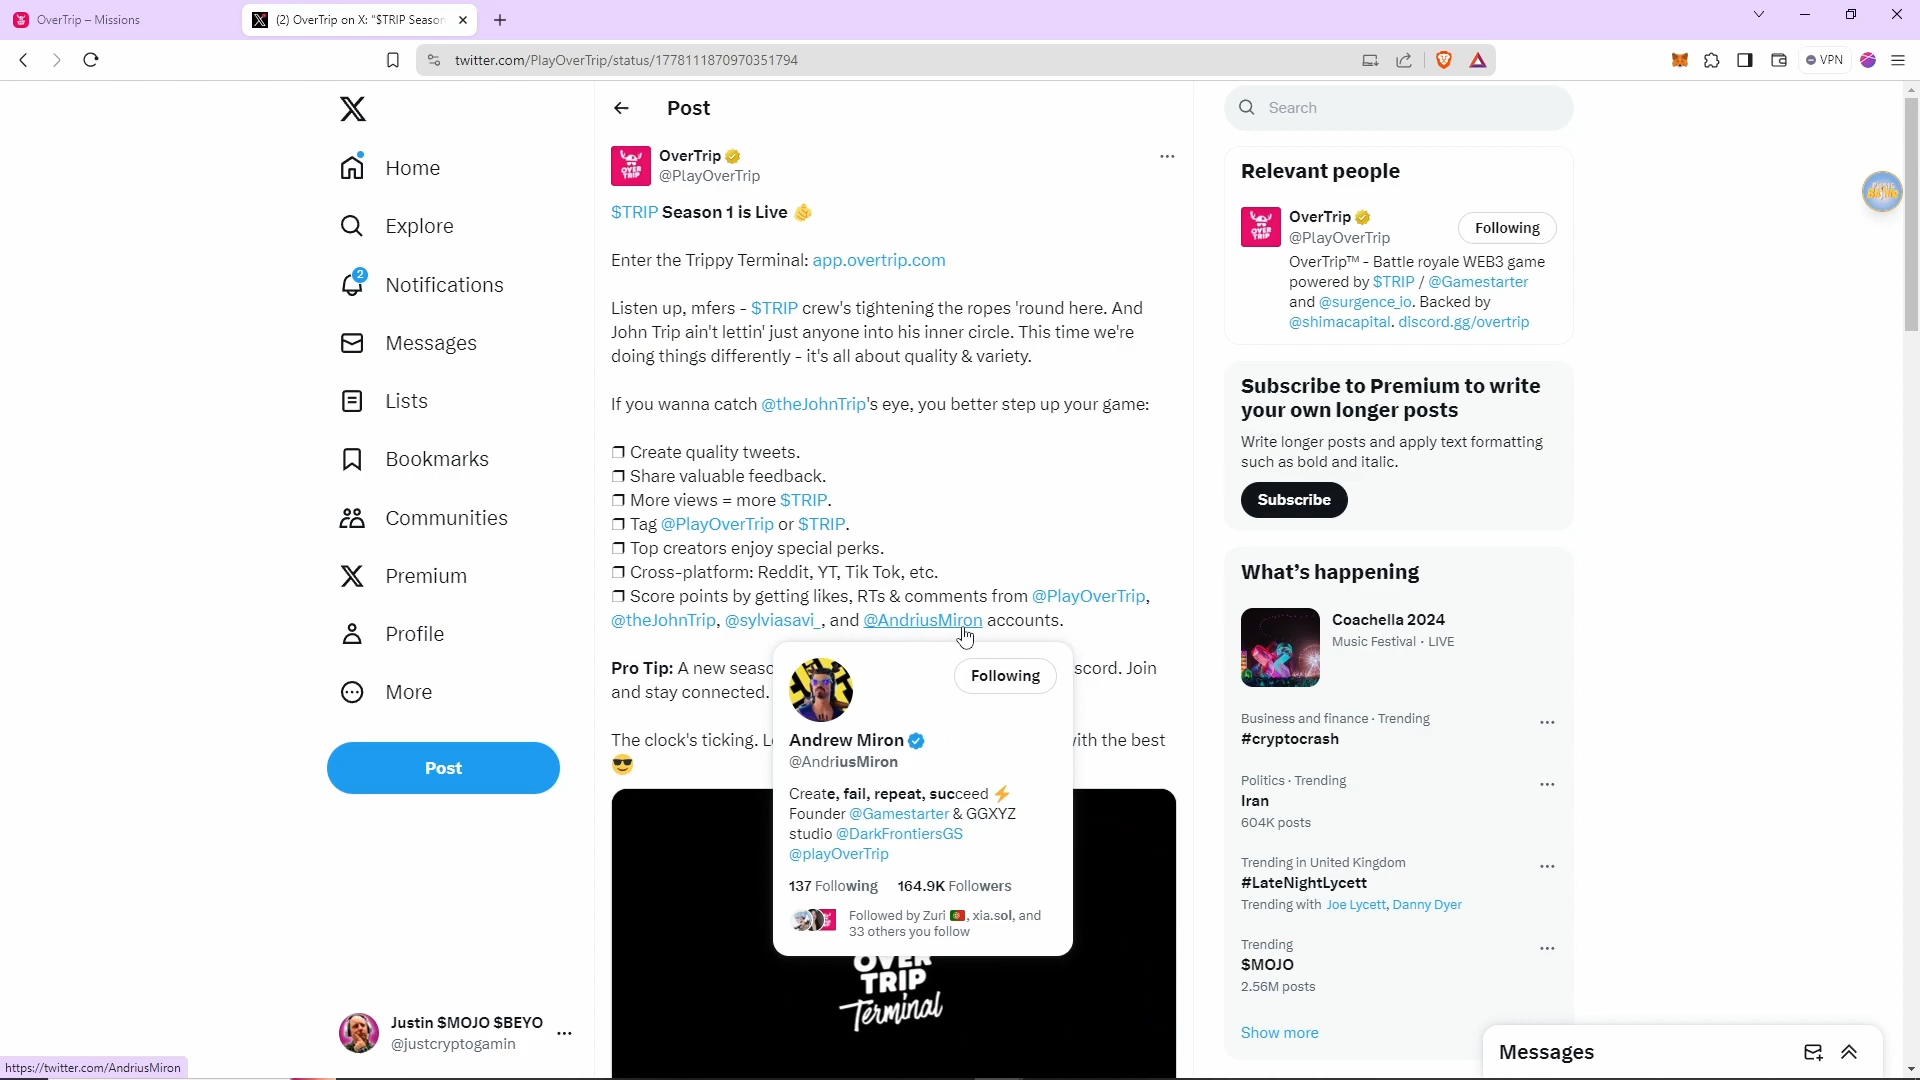 OverTrip – Missions
(2) OverTrip on X: "$TRIP Season
twitter.com/PlayOverTrip/status/1778111870970351794
VPN
Home
Explore
2
Notifications
Messages
Lists
Bookmarks
Communities
Premium
Profile
More
Post
Justin $MOJO $BEYO
@justcryptogamin
https://twitter.com/AndriusMiron
Post
OverTrip
@PlayOverTrip
$TRIP Season 1 is Live
Enter the Trippy Terminal: app.overtrip.com
Listen up, mfers - $TRIP crew's tightening the ropes 'round here. And
John Trip ain't lettin' just anyone into his inner circle. This time we're
doing things differently - it's all about quality & variety.
If you wanna catch @theJohnTrip's eye, you better step up your game:
❒ Create quality tweets.
❒ Share valuable feedback.
❒ More views = more $TRIP.
❒ Tag @PlayOverTrip or $TRIP.
❒ Top creators enjoy special perks.
❒ Cross-platform: Reddit, YT, Tik Tok, etc.
❒ Score points by getting likes, RTs & comments from @PlayOverTrip,
@theJohnTrip, @sylviasavi_, and @AndriusMiron accounts.
Pro Tip: A new seaso scord. Join
and stay connected.
The clock's ticking. L with the best
Following
Andrew Miron
@AndriusMiron
Create, fail, repeat, succeed ⚡
Founder @Gamestarter & GGXYZ
studio @DarkFrontiersGS
@playOverTrip
137 Following 164.9K Followers
Followed by Zuri 🇵🇹, xia.sol, and
33 others you follow
OVER
TRIP
Terminal
Search
Relevant people
OverTrip
@PlayOverTrip
Following
OverTrip™ - Battle royale WEB3 game
powered by $TRIP / @Gamestarter
and @surgence_io. Backed by
@shimacapital. discord.gg/overtrip
Subscribe to Premium to write
your own longer posts
Write longer posts and apply text formatting
such as bold and italic.
Subscribe
What's happening
Coachella 2024
Music Festival · LIVE
Business and finance · Trending
#cryptocrash
Politics · Trending
Iran
604K posts
Trending in United Kingdom
#LateNightLycett
Trending with Joe Lycett, Danny Dyer
Trending
$MOJO
2.56M posts
Show more
Messages